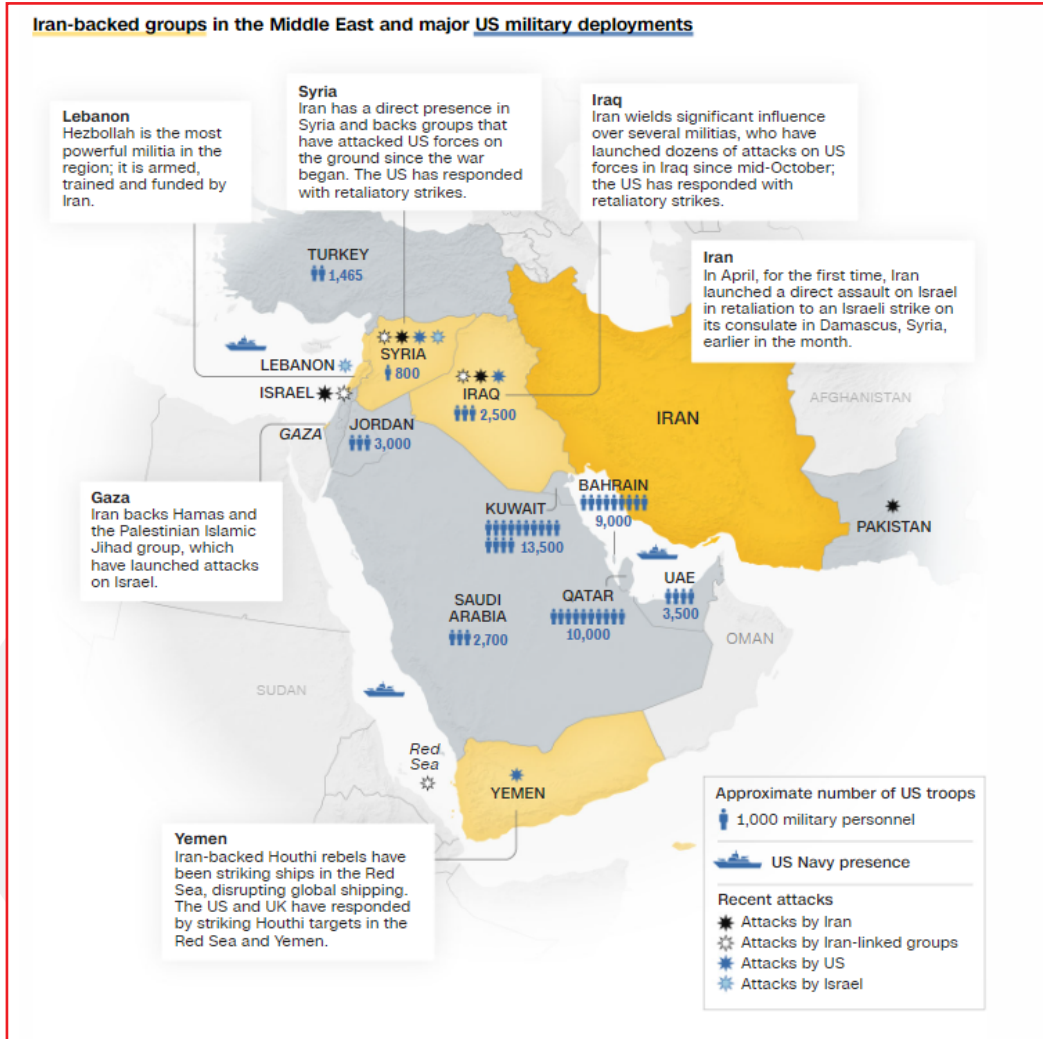 Iran-backed groups in the Middle East and major US military deployments
Syria
Iran has a direct presence in
Syria and backs groups that
have attacked US forces on
the ground since the war
began. The US has responded
with retaliatory strikes.
Iraq
Iran wields significant influence
over several militias, who have
launched dozens of attacks on US
forces in Iraq since mid-October;
the US has responded with
retaliatory strikes.
Lebanon
Hezbollah is the most
powerful militia in the
region; it is armed,
trained and funded by
Iran.
Iran
In April, for the first time, Iran
launched a direct assault on Israel
in retaliation to an Israeli strike on
its consulate in Damascus, Syria,
earlier in the month.
TURKEY
1,465
SYRIA
800
LEBANON
ISRAEL
IRAQ
2,500
IRAN
AFGHANISTAN
GAZA
JORDAN
3,000
Gaza
Iran backs Hamas and
the Palestinian Islamic
Jihad group, which
have launched attacks
on Israel.
KUWAIT
13,500
BAHRAIN
9,000
PAKISTAN
SAUDI
ARABIA
2,700
QATAR
10,000
UAE
3,500
OMAN
SUDAN
Red
Sea
YEMEN
Yemen
Iran-backed Houthi rebels have
been striking ships in the Red
Sea, disrupting global shipping.
The US and UK have responded
by striking Houthi targets in the
Red Sea and Yemen.
Approximate number of US troops
1,000 military personnel
US Navy presence
Recent attacks
Attacks by Iran
Attacks by Iran-linked groups
Attacks by US
Attacks by Israel